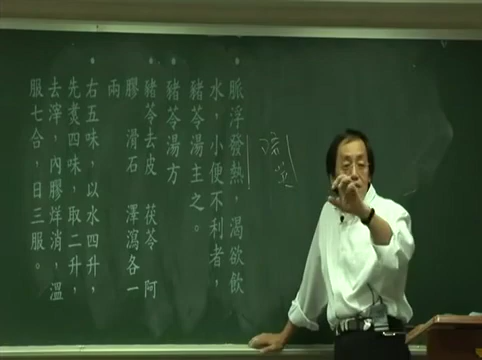 *脈浮發熱,渴欲飲
水,小便不利者,
豬苓湯主之。
*豬苓湯方
*豬苓去皮 茯苓 阿
膠 滑石 澤瀉各一
兩
*右五味 以水四升,
先煮四味,取二升,
去滓,內膠烊消,溫
服七合,日三服。